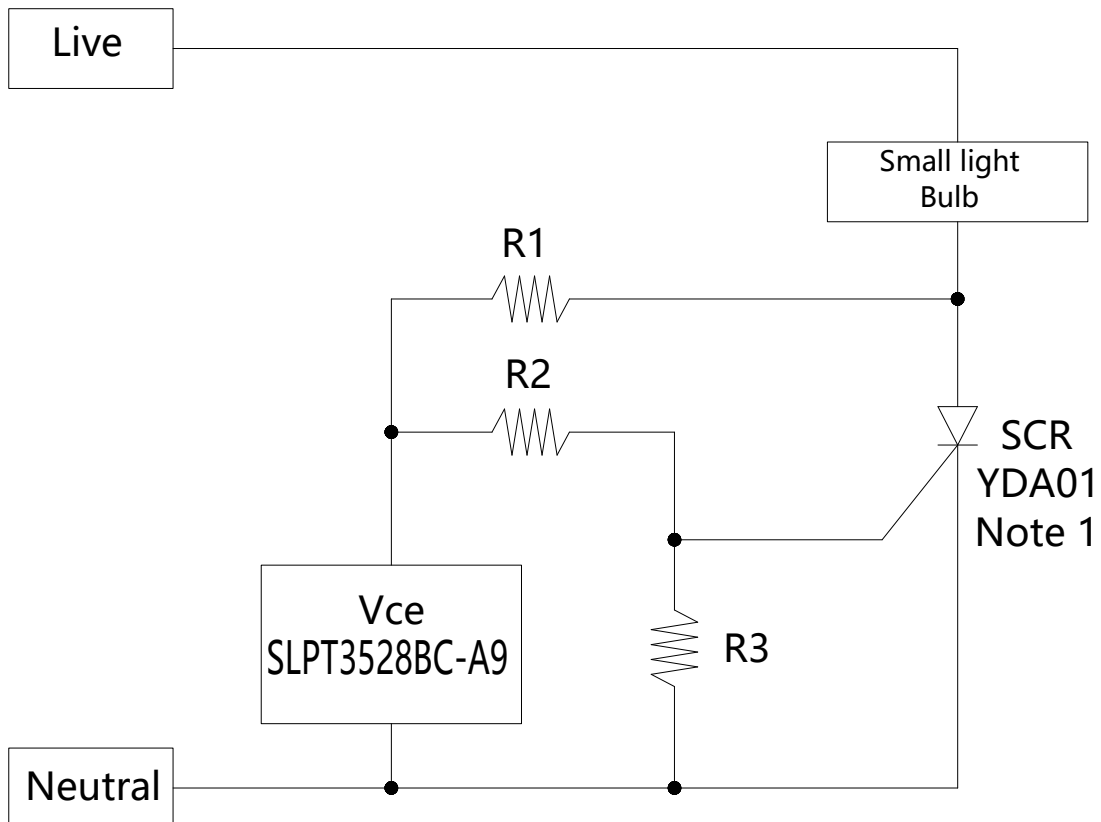 Live
Small light
Bulb
R1
R2
SCR
YDA01
Note 1
Vce
SLPT3528BC-A9
R3
Neutral